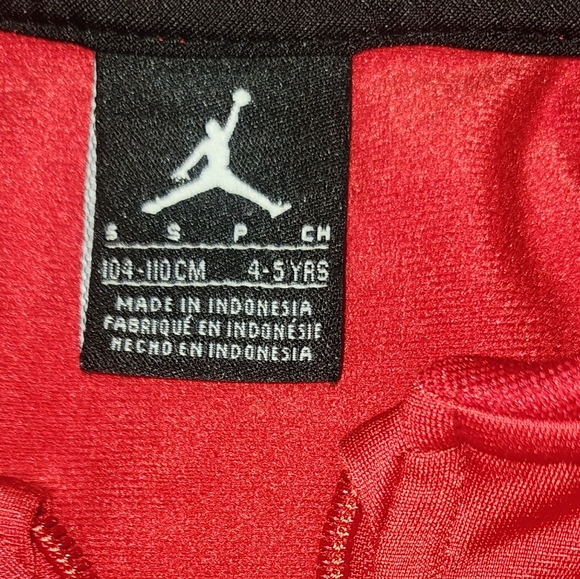 S S P CH
104-110CM 4-5YRS
MADE IN INDONESIA
FABRIQUÉ EN INDONÉSIE
HECHO EN INDONESIA